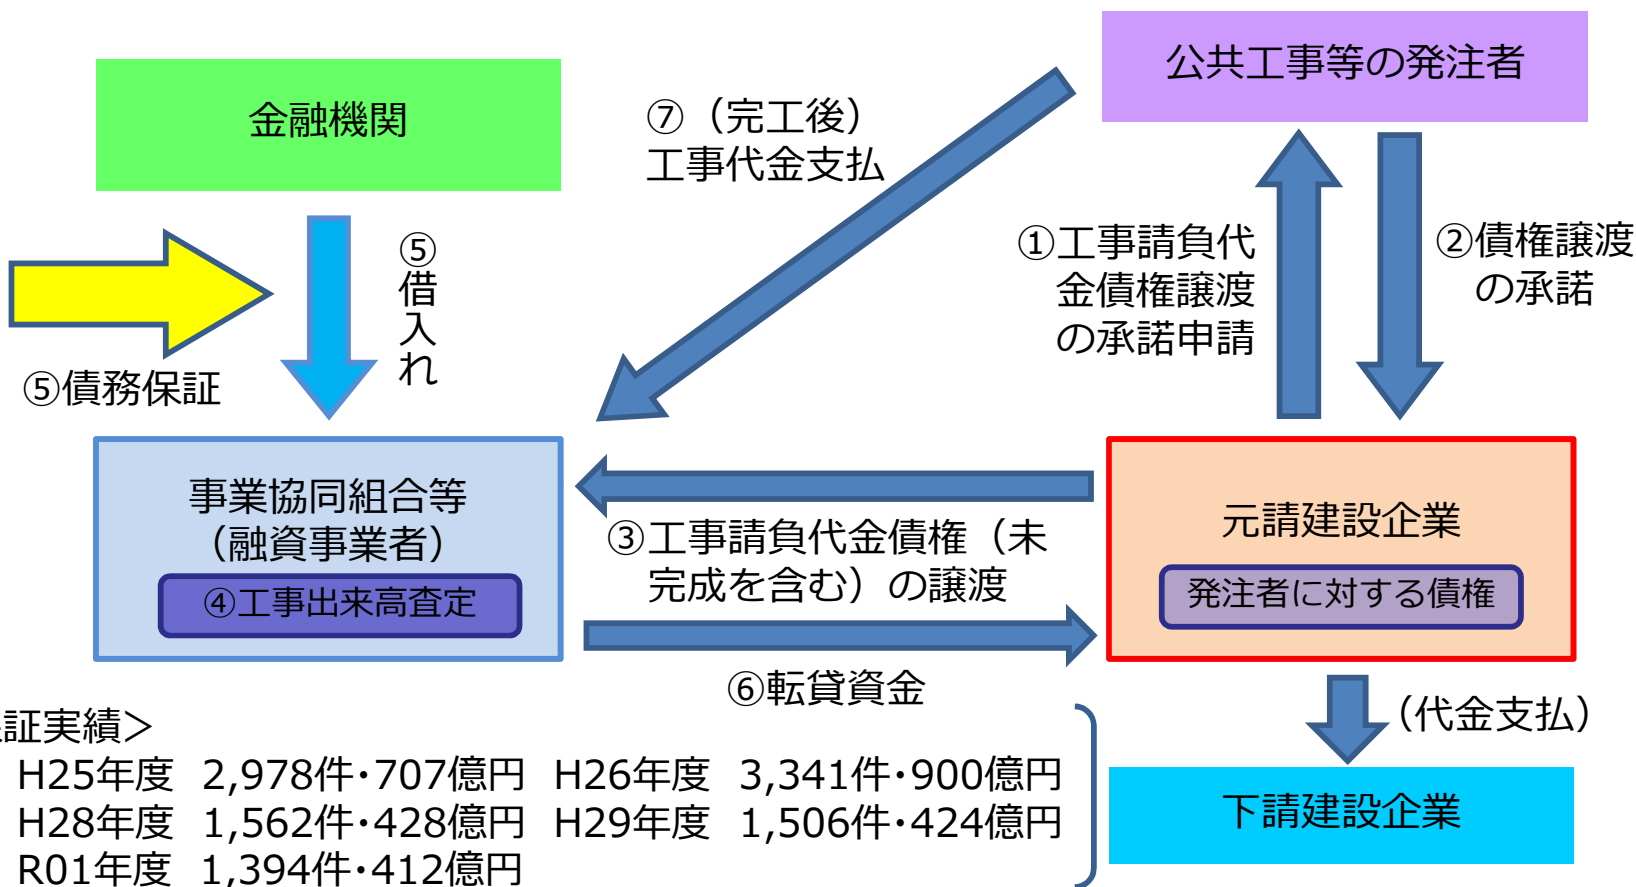 公共工事等の発注者
金融機関
⑦（完工後）
工事代金支払
①工事請負代
金債権譲渡
の承諾申請
②債権譲渡
の承諾
⑤借入れ
⑤債務保証
事業協同組合等
（融資事業者）
④工事出来高査定
③工事請負代金債権（未
完成を含む）の譲渡
元請建設企業
発注者に対する債権
⑥転貸資金
（代金支払）
証実績＞
H25年度 2,978件・707億円 H26年度 3,341件・900億円
H28年度 1,562件・428億円 H29年度 1,506件・424億円
R01年度 1,394件・412億円
下請建設企業